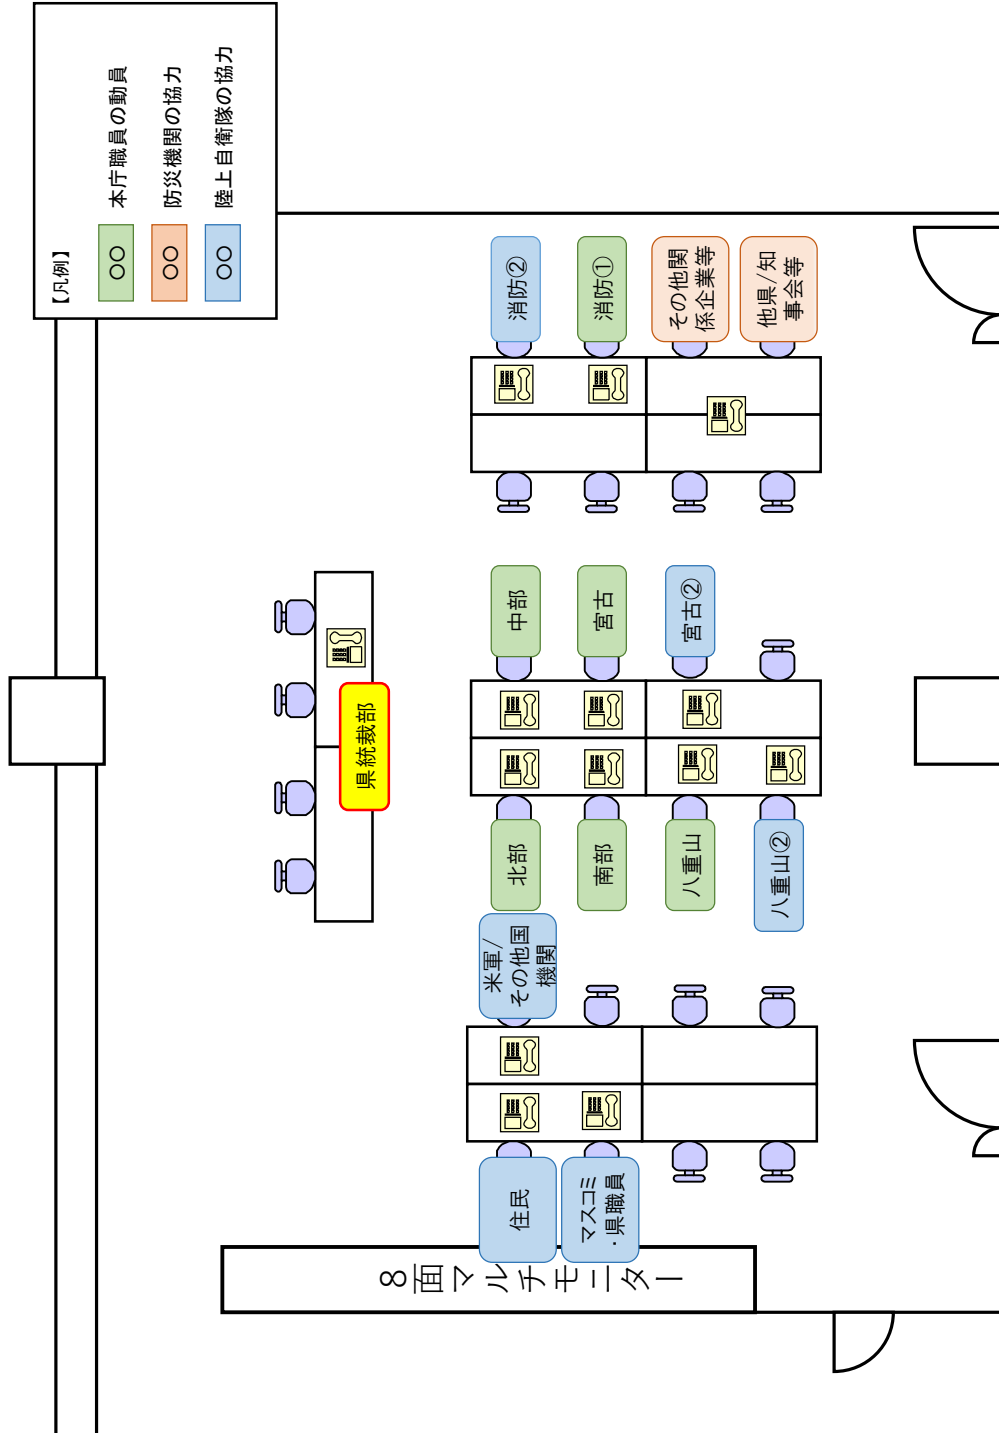 【凡例】
〇〇 本庁職員の動員
〇〇 防災機関の協力
〇〇 陸上自衛隊の協力
県統裁部
消防②
消防①
その他関
係企業等
他県/知
事会等
中部
宮古
宮古②
北部
南部
八重山
八重山②
米軍/
その他国
機関
住民
マスコミ
・県職員
８面マルチモニター